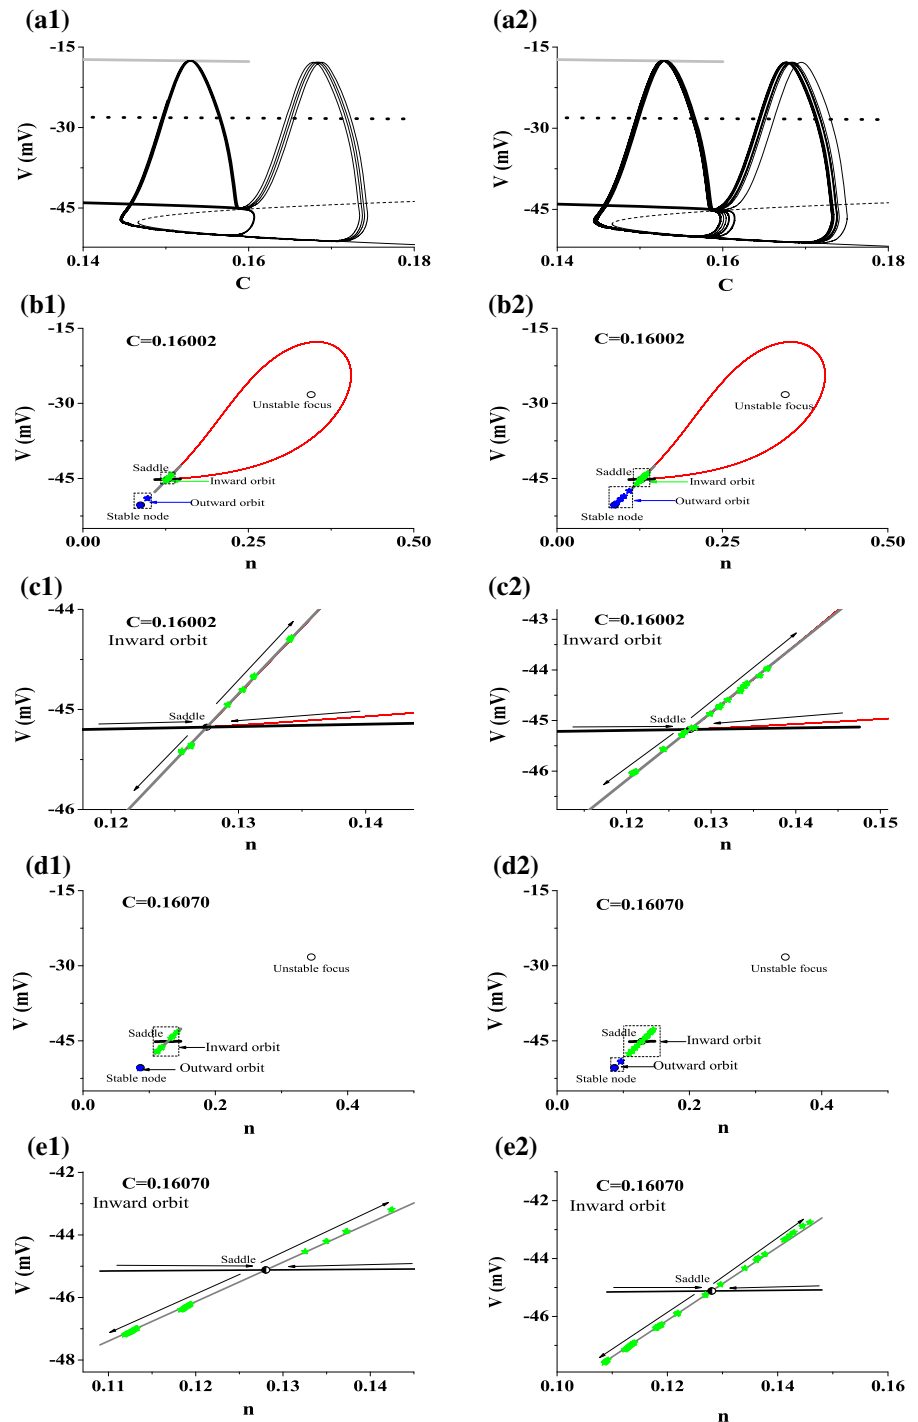 (a1)
-15
-30
-45
V (mV)
0.14
0.16
0.18
C
(a2)
-15
-30
-45
V (mV)
0.14
0.16
0.18
C
(b1)
-15
-30
-45
V (mV)
C=0.16002
Unstable focus
Saddle
Inward orbit
Outward orbit
Stable node
0.00
0.25
0.50
n
(b2)
-15
-30
-45
V (mV)
C=0.16002
Unstable focus
Saddle
Inward orbit
Outward orbit
Stable node
0.00
0.25
0.50
n
(c1)
-44
-45
-46
V (mV)
C=0.16002
Inward orbit
Saddle
0.12
0.13
0.14
n
(c2)
-43
-44
-45
-46
V (mV)
C=0.16002
Inward orbit
Saddle
0.12
0.13
0.14
0.15
n
(d1)
-15
-30
-45
V (mV)
C=0.16070
Unstable focus
Saddle
Inward orbit
Outward orbit
Stable node
0.0
0.2
0.4
n
(d2)
-15
-30
-45
V (mV)
C=0.16070
Unstable focus
Saddle
Inward orbit
Outward orbit
Stable node
0.0
0.2
0.4
n
(e1)
-42
-44
-46
-48
V (mV)
C=0.16070
Inward orbit
Saddle
0.11
0.12
0.13
0.14
n
(e2)
-42
-44
-46
V (mV)
C=0.16070
Inward orbit
Saddle
0.10
0.12
0.14
0.16
n